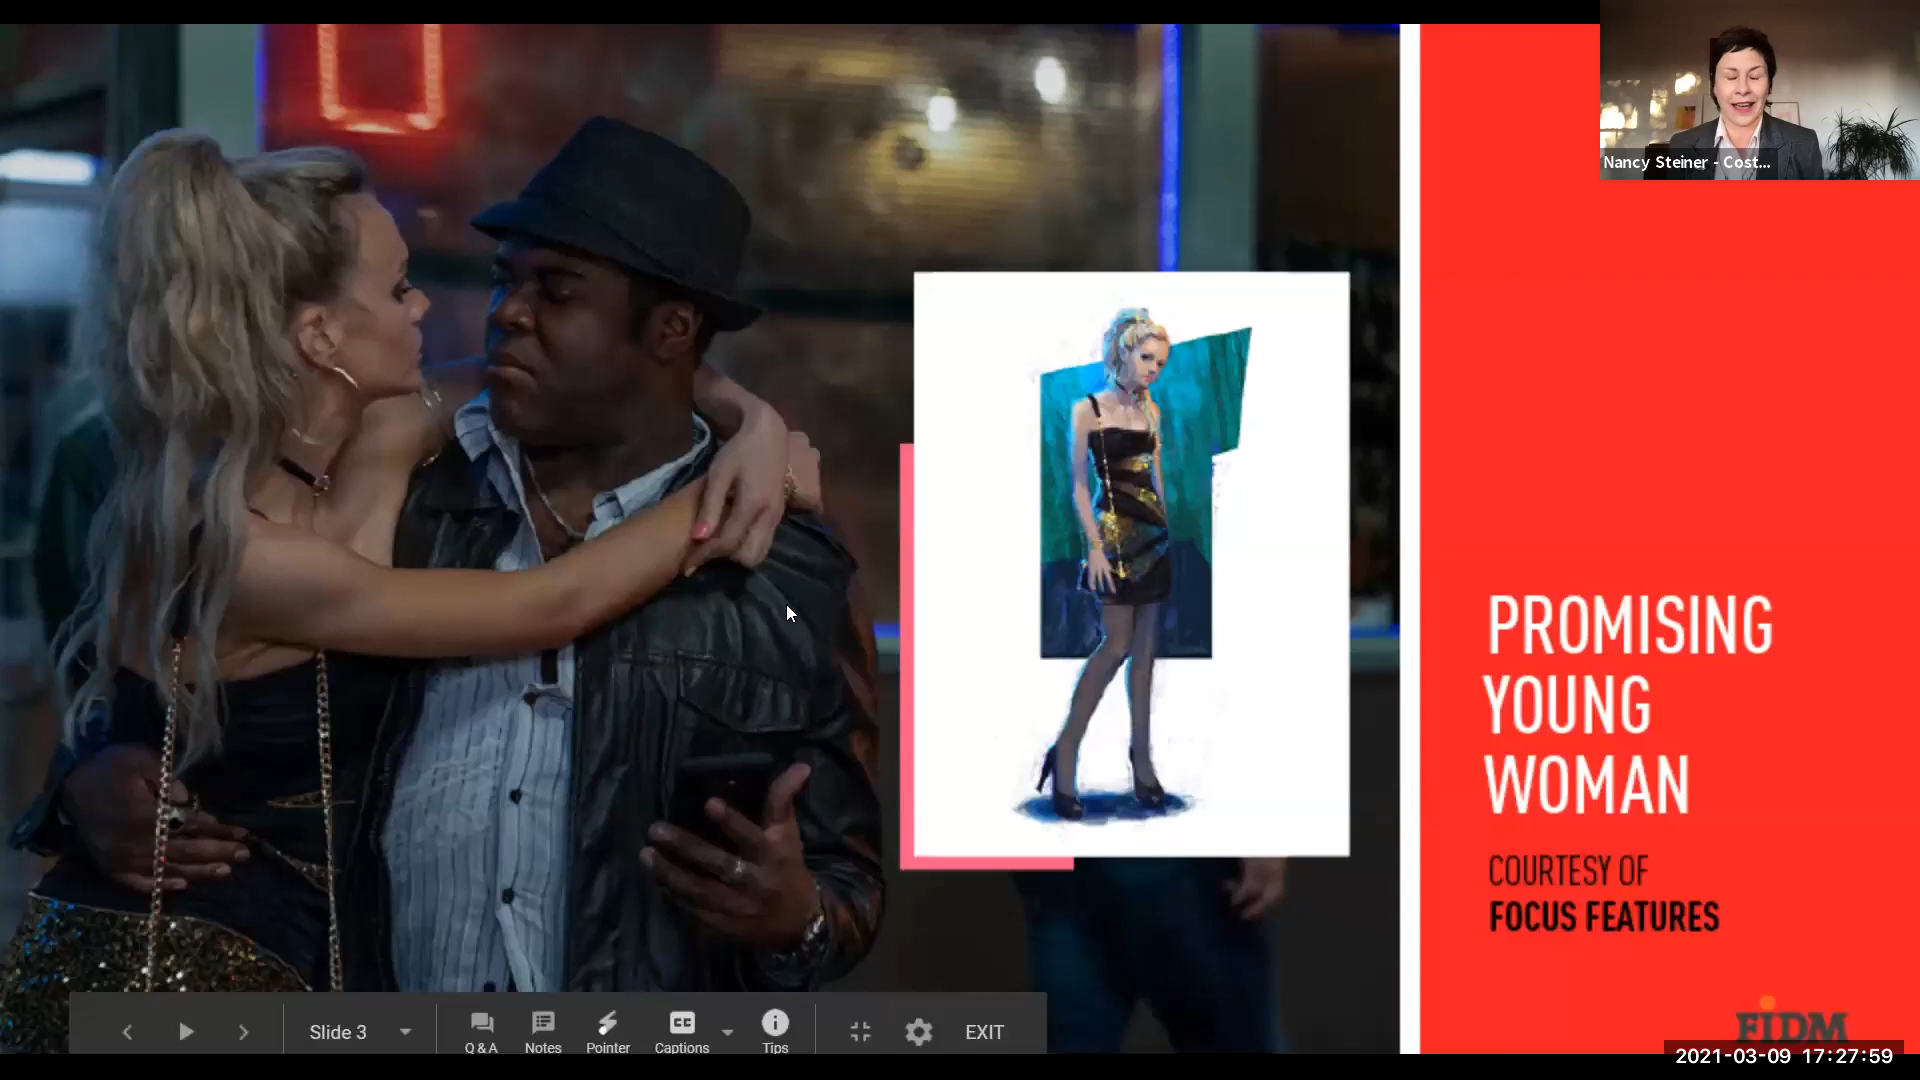 Nancy Steiner - Cost...
PROMISING
YOUNG
WOMAN
COURTESY OF
FOCUS FEATURES
FIDM
2021-03-09 17:27:59
Slide 3
Q & A
Notes
Pointer
CC
Captions
Tips
EXIT